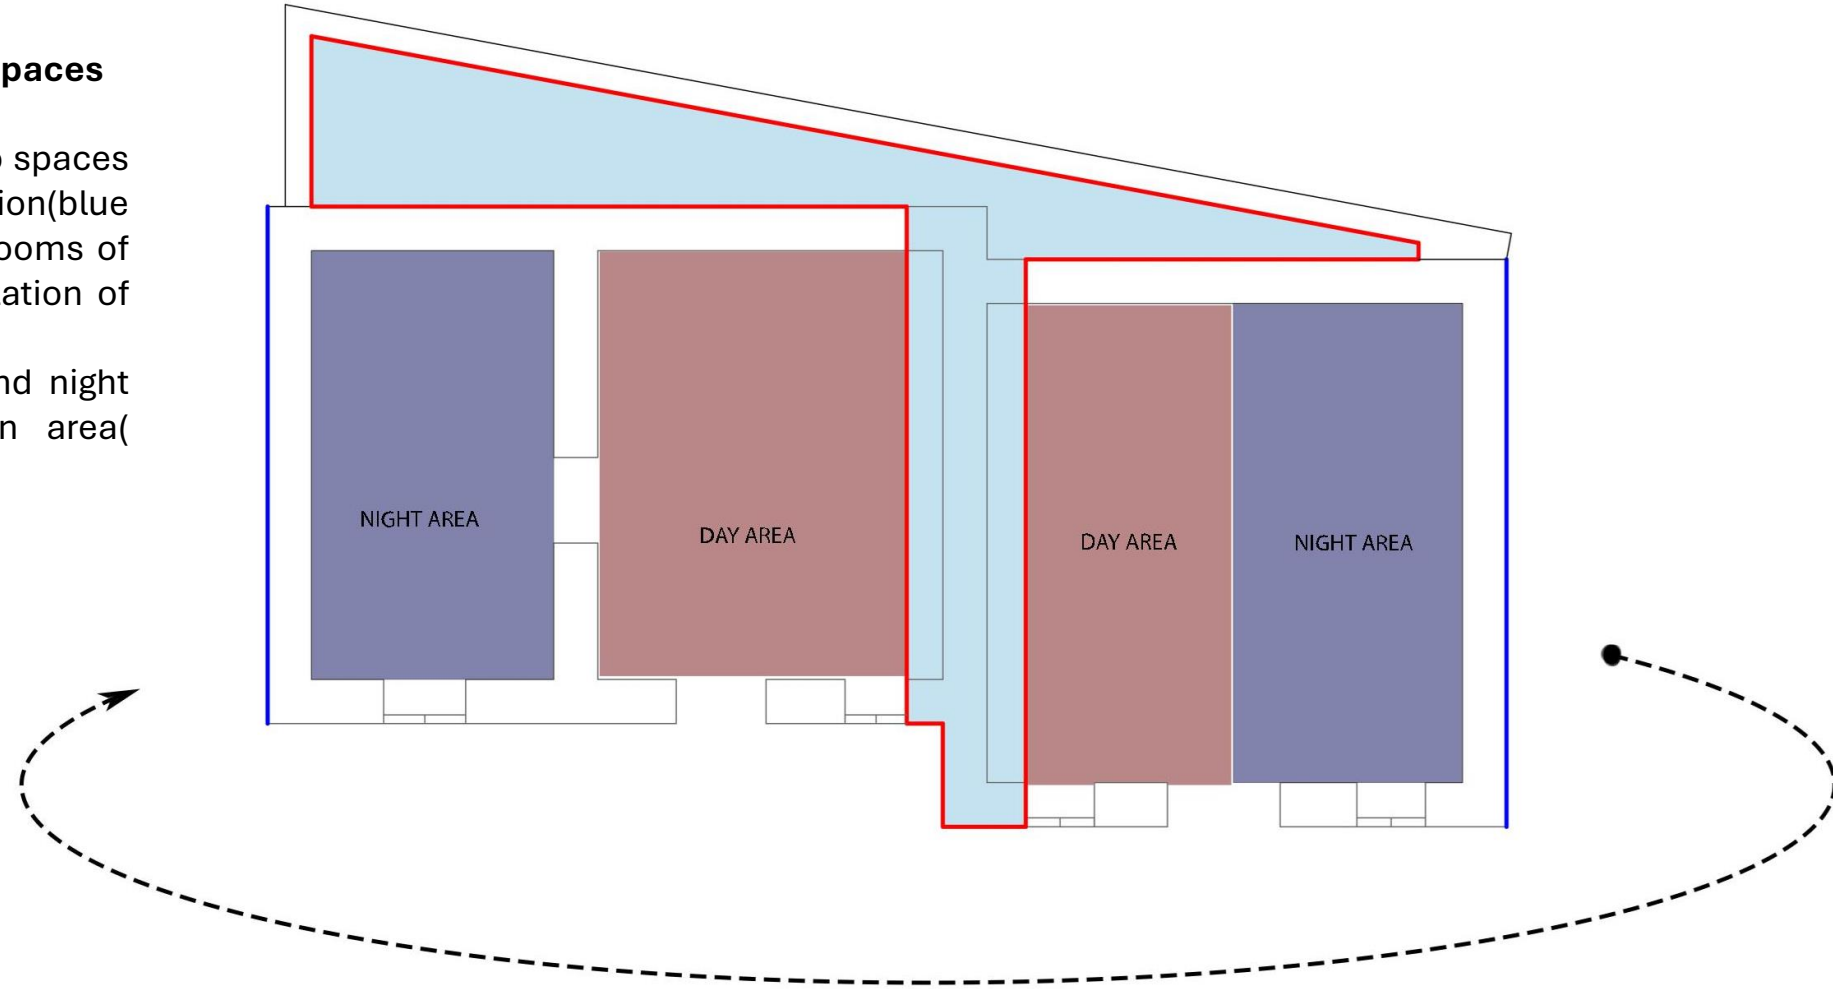 paces
spaces
ion(blue
ooms of
ation of
nd night
n area(
NIGHT AREA
DAY AREA
DAY AREA
NIGHT AREA